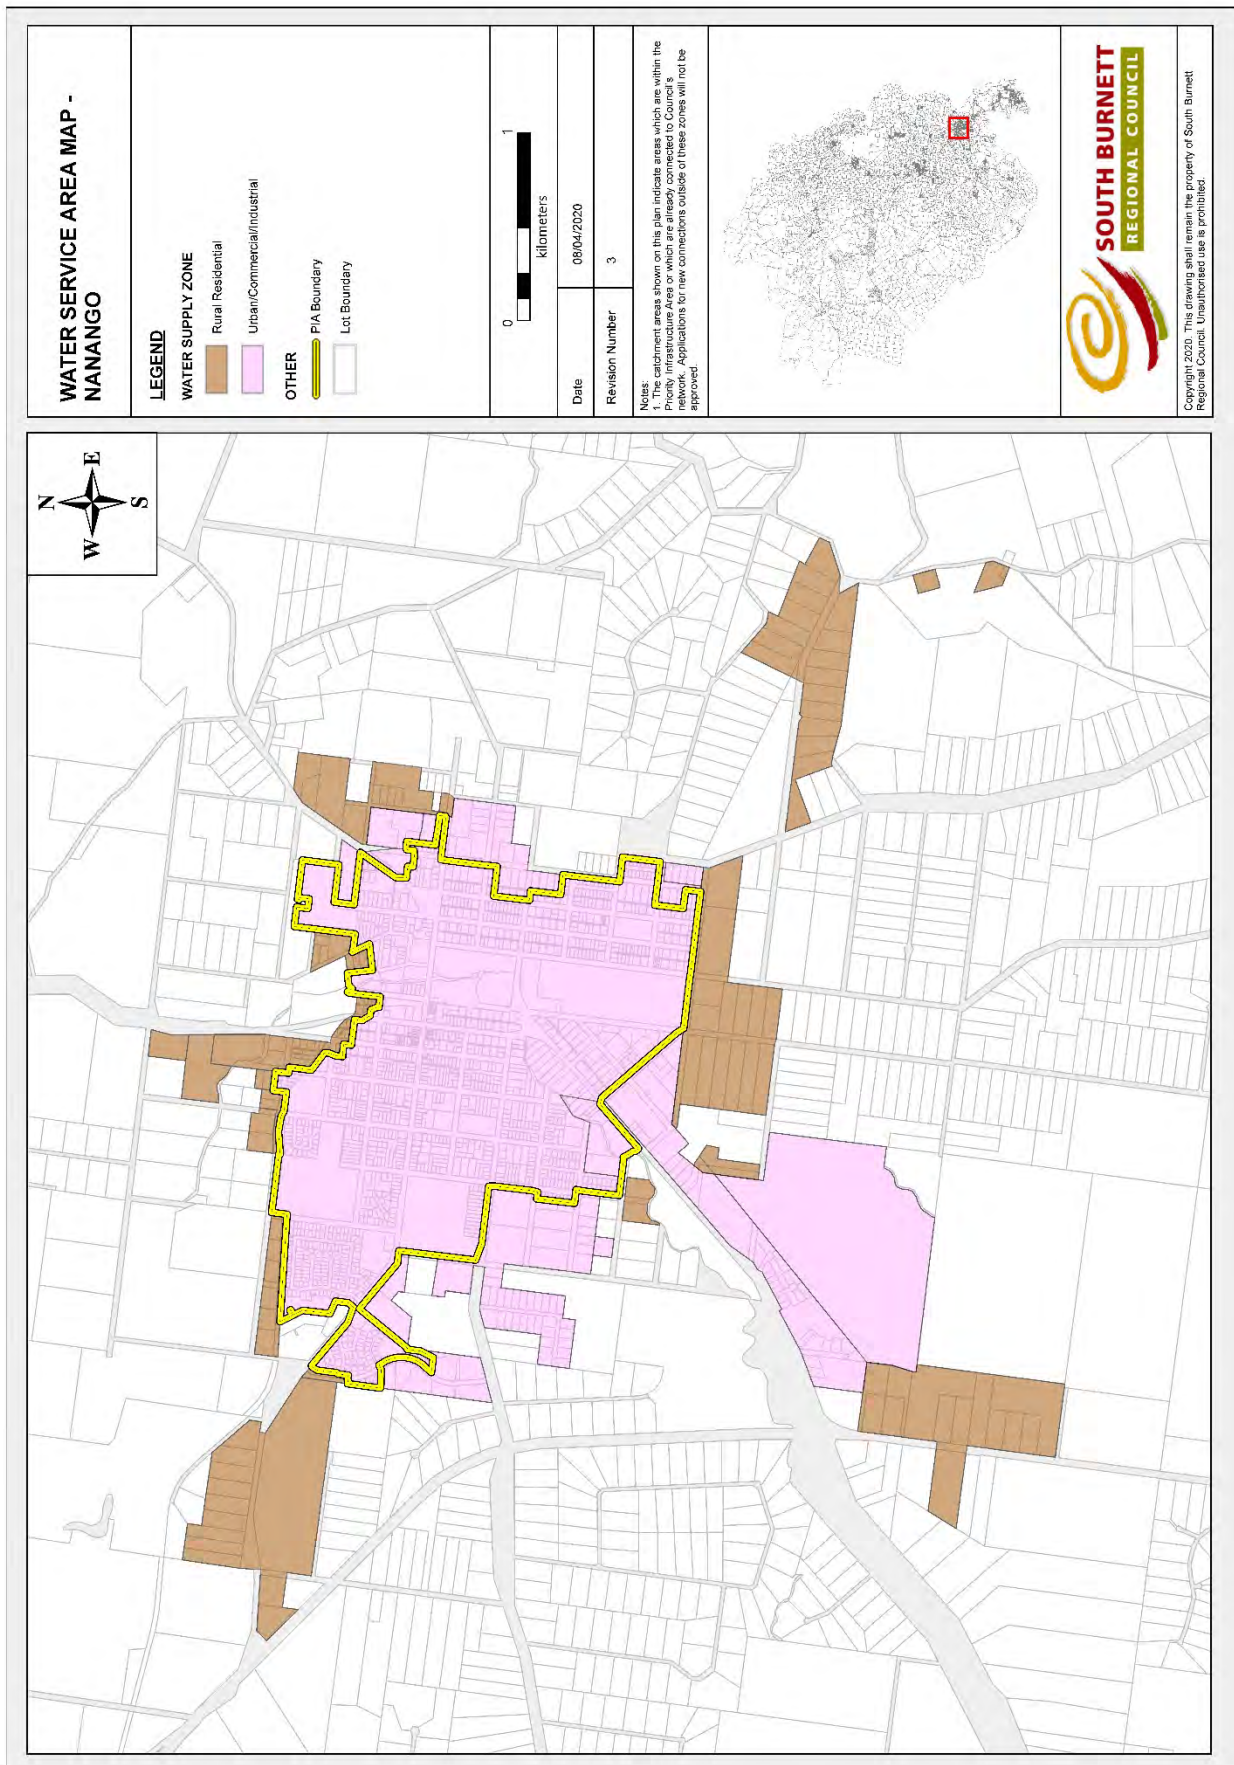 WATER SERVICE AREA MAP -
NANANGO
LEGEND
WATER SUPPLY ZONE
Rural Residential
Urban/Commercial/Industrial
OTHER
PIA Boundary
Lot Boundary
0
1
kilometers
Date
08/04/2020
Revision Number
3
Notes:
1. The catchment areas shown on this plan indicate areas which are within the
Priority Infrastructure Area or which are already connected to Council's
network. Applications for new connections outside of these zones will not be
approved.
SOUTH BURNETT
REGIONAL COUNCIL
Copyright 2020. This drawing shall remain the property of South Burnett
Regional Council. Unauthorised use is prohibited.
N
W
E
S